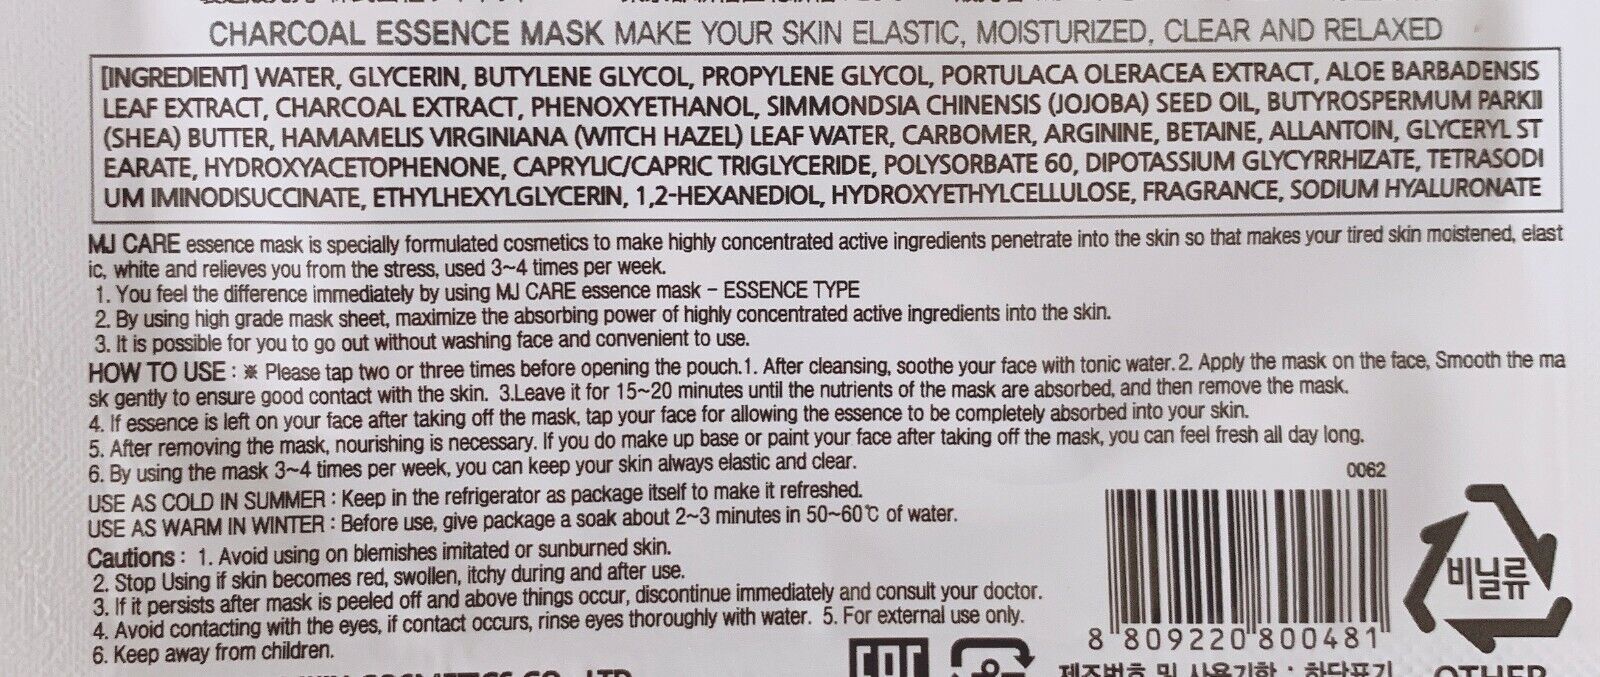 CHARCOAL ESSENCE MASK MAKE YOUR SKIN ELASTIC, MOISTURIZED, CLEAR AND RELAXED
[INGREDIENT] WATER, GLYCERIN, BUTYLENE GLYCOL, PROPYLENE GLYCOL, PORTULACA OLERACEA EXTRACT, ALOE BARBADENSIS
LEAF EXTRACT, CHARCOAL EXTRACT, PHENOXYETHANOL, SIMMONDSIA CHINENSIS (JOJOBA) SEED OIL, BUTYROSPERMUM PARKII
(SHEA) BUTTER, HAMAMELIS VIRGINIANA (WITCH HAZEL) LEAF WATER, CARBOMER, ARGININE, BETAINE, ALLANTOIN, GLYCERYL ST
EARATE, HYDROXYACETOPHENONE, CAPRYLIC/CAPRIC TRIGLYCERIDE, POLYSORBATE 60, DIPOTASSIUM GLYCYRRHIZATE, TETRASODI
UM IMINODISUCCINATE, ETHYLHEXYLGLYCERIN, 1,2-HEXANEDIOL, HYDROXYETHYLCELLULOSE, FRAGRANCE, SODIUM HYALURONATE
MJ CARE essence mask is specially formulated cosmetics to make highly concentrated active ingredients penetrate into the skin so that makes your tired skin moistened, elast
ic, white and relieves you from the stress, used 3~4 times per week.
1. You feel the difference immediately by using MJ CARE essence mask - ESSENCE TYPE
2. By using high grade mask sheet, maximize the absorbing power of highly concentrated active ingredients into the skin.
3. It is possible for you to go out without washing face and convenient to use.
HOW TO USE : ※ Please tap two or three times before opening the pouch.1. After cleansing, soothe your face with tonic water. 2. Apply the mask on the face, Smooth the ma
sk gently to ensure good contact with the skin. 3.Leave it for 15~20 minutes until the nutrients of the mask are absorbed, and then remove the mask.
4. If essence is left on your face after taking off the mask, tap your face for allowing the essence to be completely absorbed into your skin.
5. After removing the mask, nourishing is necessary. If you do make up base or paint your face after taking off the mask, you can feel fresh all day long.
6. By using the mask 3~4 times per week, you can keep your skin always elastic and clear.
0062
USE AS COLD IN SUMMER : Keep in the refrigerator as package itself to make it refreshed.
USE AS WARM IN WINTER : Before use, give package a soak about 2~3 minutes in 50~60℃ of water.
Cautions : 1. Avoid using on blemishes imitated or sunburned skin.
2. Stop Using if skin becomes red, swollen, itchy during and after use.
3. If it persists after mask is peeled off and above things occur, discontinue immediately and consult your doctor.
4. Avoid contacting with the eyes, if contact occurs, rinse eyes thoroughly with water. 5. For external use only.
6. Keep away from children.
비닐류
8 809220 800481
제조번호 및 사용기한 : 하단표기
OTHER
CO., LTD